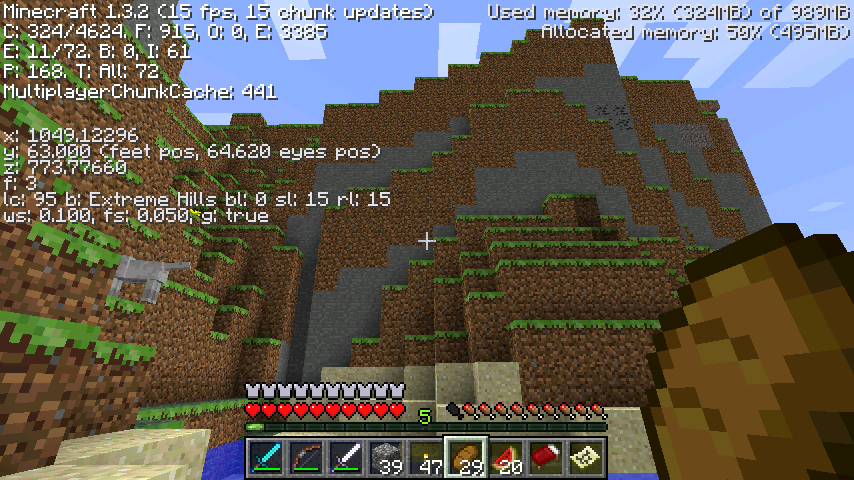 Minecraft 1.3.2 (15 fps, 15 chunk updates)
Used memory: 32% (324MB) of 989MB
C: 324/4624, F: 915, O: 0, E: 3385
Allocated memory: 50% (495MB)
E: 11/72, B: 0, I: 61
P: 168, T: All: 72
MultiplayerChunkCache: 441
x: 1049.12296
y: 63.000 (feet pos, 64.620 eyes pos)
z: 773.77660
f: 3
lc: 95 b: Extreme Hills bl: 0 sl: 15 rl: 15
ws: 0.100, fs: 0.050, g: true
5
39 47 29 20